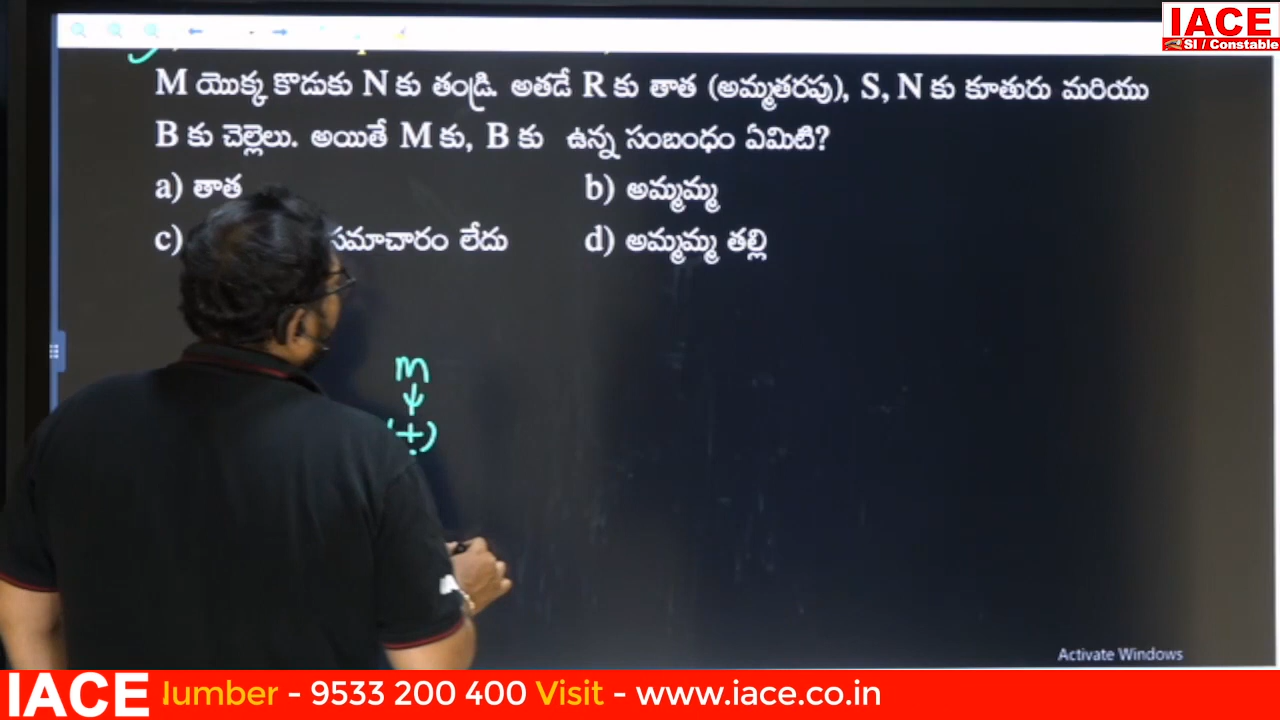 IACE
SI / Constable
M యొక్క కొడుకు N కు తండ్రి. అతడే R కు తాత (అమ్మతరపు), S, N కు కూతురు మరియు
B కు చెల్లెలు. అయితే M కు, B కు ఉన్న సంబంధం ఏమిటి?
a) తాత b) అమ్మమ్మ
c) సమాచారం లేదు d) అమ్మమ్మ తల్లి
M
(+)
Activate Windows
IACE Number - 9533 200 400 Visit - www.iace.co.in